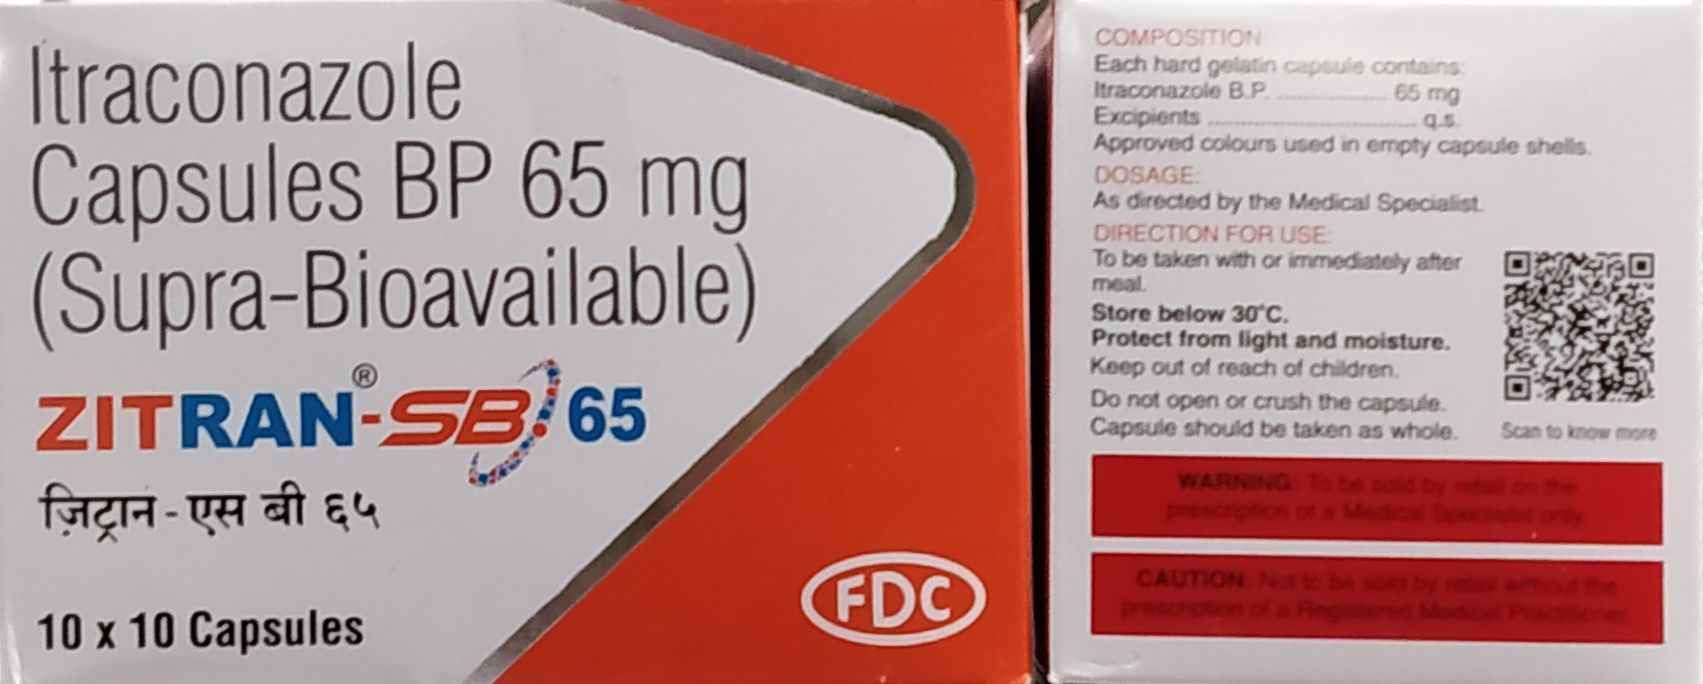 Itraconazole
Capsules BP 65 mg
(Supra-Bioavailable)
ZITRAN®-SB 65
ज़िट्रान - एस बी ६५
10 x 10 Capsules
FDC
COMPOSITION:
Each hard gelatin capsule contains:
Itraconazole B.P. .................. 65 mg
Excipients .................................. q.s.
Approved colours used in empty capsule shells.
DOSAGE:
As directed by the Medical Specialist.
DIRECTION FOR USE:
To be taken with or immediately after
meal.
Store below 30°C.
Protect from light and moisture.
Keep out of reach of children.
Do not open or crush the capsule.
Capsule should be taken as whole.
Scan to know more
WARNING: To be sold by retail on the
prescription of a Medical Specialist only.
CAUTION: Not to be sold by retail without the
prescription of a Registered Medical Practitioner.